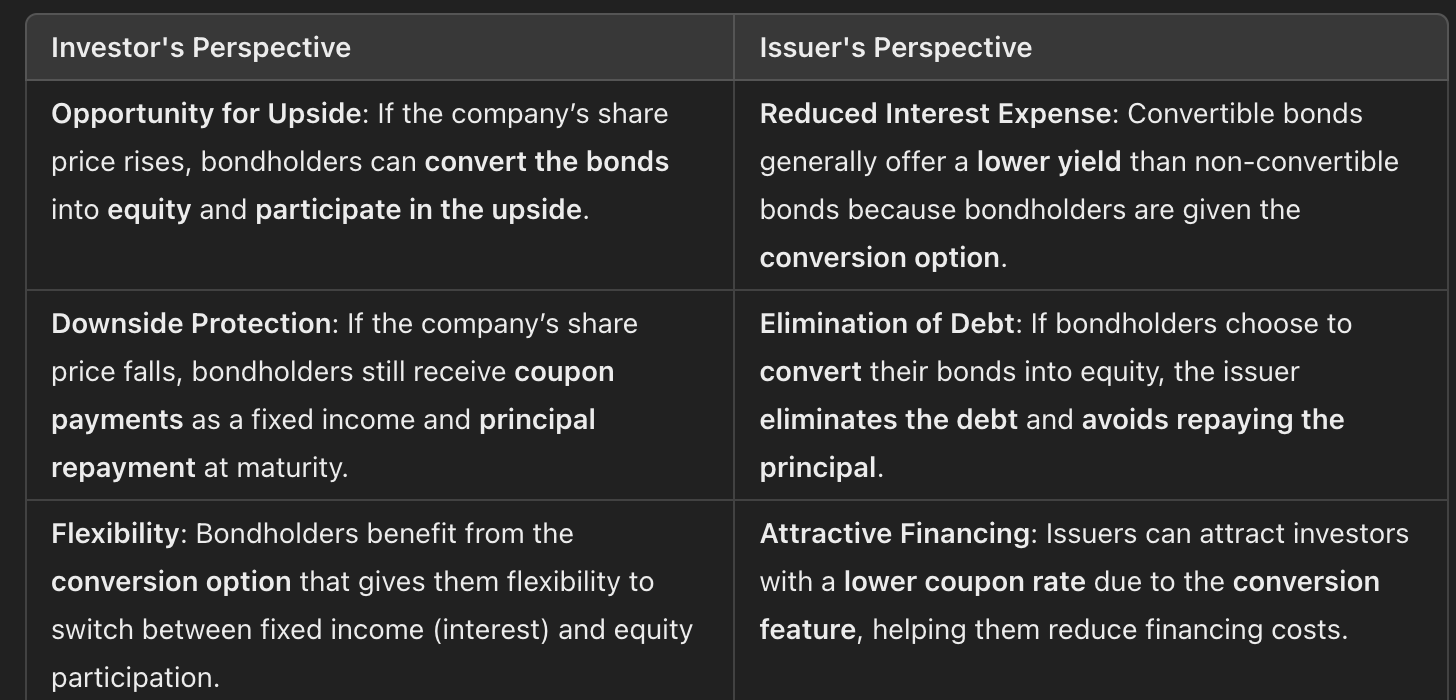 Investor's Perspective
Issuer's Perspective
Opportunity for Upside: If the company’s share
price rises, bondholders can convert the bonds
into equity and participate in the upside.
Reduced Interest Expense: Convertible bonds
generally offer a lower yield than non-convertible
bonds because bondholders are given the
conversion option.
Downside Protection: If the company’s share
price falls, bondholders still receive coupon
payments as a fixed income and principal
repayment at maturity.
Elimination of Debt: If bondholders choose to
convert their bonds into equity, the issuer
eliminates the debt and avoids repaying the
principal.
Flexibility: Bondholders benefit from the
conversion option that gives them flexibility to
switch between fixed income (interest) and equity
participation.
Attractive Financing: Issuers can attract investors
with a lower coupon rate due to the conversion
feature, helping them reduce financing costs.